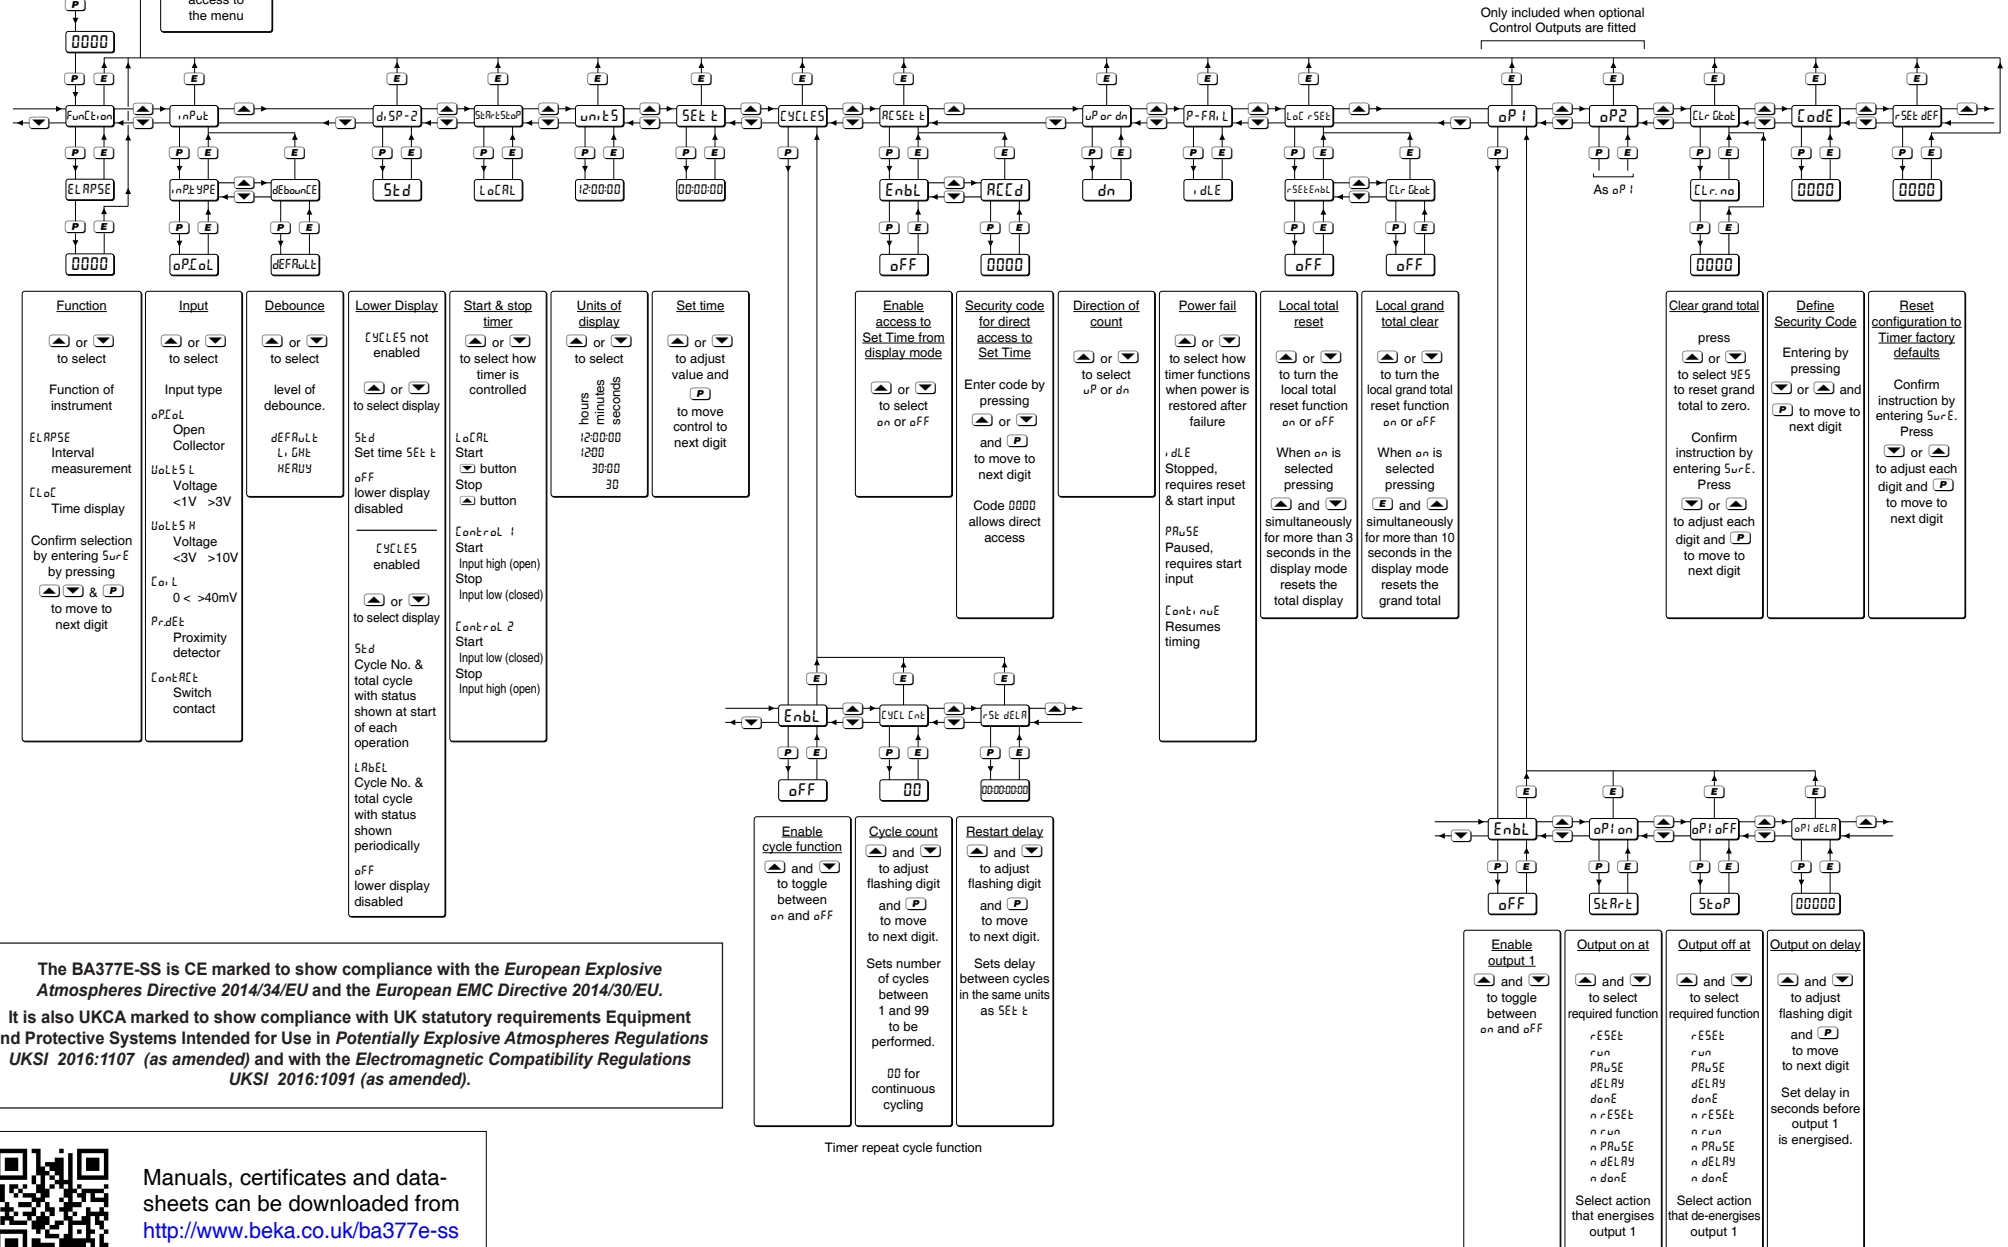 access to
the menu
P
0000
Only included when optional
Control Outputs are fitted
P E E E E E E E E E E E E E E E E
FunCtion inPut diSP-2 StArtStoP unitS SEt t CYCLES ACSEt t uP or dn P-FAiL LoC rSEt oP1 oP2 CLr Gtot CodE rSEt dEF
P E P E E P E P E P E P E P P E E P E P E P E E P P E P E P E P E
ELAPSE inP.tYPE dEbounCE Std LoCAL 12:00:00 00:00:00 EnbL ACCd dn idLE rSEtEnbL CLr Gtot As oP1 CLr.no 0000 0000
P E P E P E P E P E P E P E P E
0000 oP.CoL dEFAuLt oFF 0000 oFF oFF 0000
Function
or
to select
Function of
instrument
ELAPSE
Interval
measurement
CLoC
Time display
Confirm selection
by entering SurE
by pressing
& P
to move to
next digit
Input
or
to select
Input type
oP.CoL
Open
Collector
VoLtS L
Voltage
<1V >3V
VoLtS H
Voltage
<3V >10V
CoiL
0 < >40mV
Pr.dEt
Proximity
detector
ContACt
Switch
contact
Debounce
or
to select
level of
debounce.
dEFAuLt
LiGHt
HEAVY
Lower Display
CYCLES not
enabled
or
to select display
Std
Set time SEt t
oFF
lower display
disabled
CYCLES
enabled
or
to select display
Std
Cycle No. &
total cycle
with status
shown at start
of each
operation
LAbEL
Cycle No. &
total cycle
with status
shown
periodically
oFF
lower display
disabled
Start & stop
timer
or
to select how
timer is
controlled
LoCAL
Start
button
Stop
button
ControL 1
Start
Input high (open)
Stop
Input low (closed)
ControL 2
Start
Input low (closed)
Stop
Input high (open)
Units of
display
or
to select
hours
minutes
seconds
12:00:00
12:00
30:00
30
Set time
or
to adjust
value and
P
to move
control to
next digit
Enable
access to
Set Time from
display mode
or
to select
on or oFF
Security code
for direct
access to
Set Time
Enter code by
pressing
or
and P
to move to
next digit
Code 0000
allows direct
access
Direction of
count
or
to select
uP or dn
Power fail
or
to select how
timer functions
when power is
restored after
failure
idLE
Stopped,
requires reset
& start input
PAuSE
Paused,
requires start
input
ContinuE
Resumes
timing
Local total
reset
or
to turn the
local total
reset function
on or oFF
When on is
selected
pressing
and
simultaneously
for more than 3
seconds in the
display mode
resets the
total display
Local grand
total clear
or
to turn the
local grand total
reset function
on or oFF
When on is
selected
pressing
E and
simultaneously
for more than 10
seconds in the
display mode
resets the
grand total
Clear grand total
press
or
to select YES
to reset grand
total to zero.
Confirm
instruction by
entering SurE.
Press
or
to adjust each
digit and P
to move to
next digit
Define
Security Code
Entering by
pressing
or and
P to move to
next digit
Reset
configuration to
Timer factory
defaults
Confirm
instruction by
entering SurE.
Press
or
to adjust each
digit and P
to move to
next digit
E E E
EnbL CYCL Cnt rSt dELA
P E P E P E
oFF 00 00:00:00:00
Enable
cycle function
and
to toggle
between
on and oFF
Cycle count
and
to adjust
flashing digit
and P
to move
to next digit.
Sets number
of cycles
between
1 and 99
to be
performed.
00 for
continuous
cycling
Restart delay
and
to adjust
flashing digit
and P
to move
to next digit.
Sets delay
between cycles
in the same units
as SEt t
Timer repeat cycle function
E E E E
EnbL oP1 on oP1 oFF oP1 dELA
P E P E P E P E
oFF StArt StoP 00000
Enable
output 1
and
to toggle
between
on and oFF
Output on at
and
to select
required function
rESEt
run
PAuSE
dELAY
donE
n rESEt
n run
n PAuSE
n dELAY
n donE
Select action
that energises
output 1
Output off at
and
to select
required function
rESEt
run
PAuSE
dELAY
donE
n rESEt
n run
n PAuSE
n dELAY
n donE
Select action
that de-energises
output 1
Output on delay
and
to adjust
flashing digit
and P
to move
to next digit
Set delay in
seconds before
output 1
is energised.
The BA377E-SS is CE marked to show compliance with the European Explosive
Atmospheres Directive 2014/34/EU and the European EMC Directive 2014/30/EU.
It is also UKCA marked to show compliance with UK statutory requirements Equipment
nd Protective Systems Intended for Use in Potentially Explosive Atmospheres Regulations
UKSI 2016:1107 (as amended) and with the Electromagnetic Compatibility Regulations
UKSI 2016:1091 (as amended).
Manuals, certificates and data-
sheets can be downloaded from
http://www.beka.co.uk/ba377e-ss